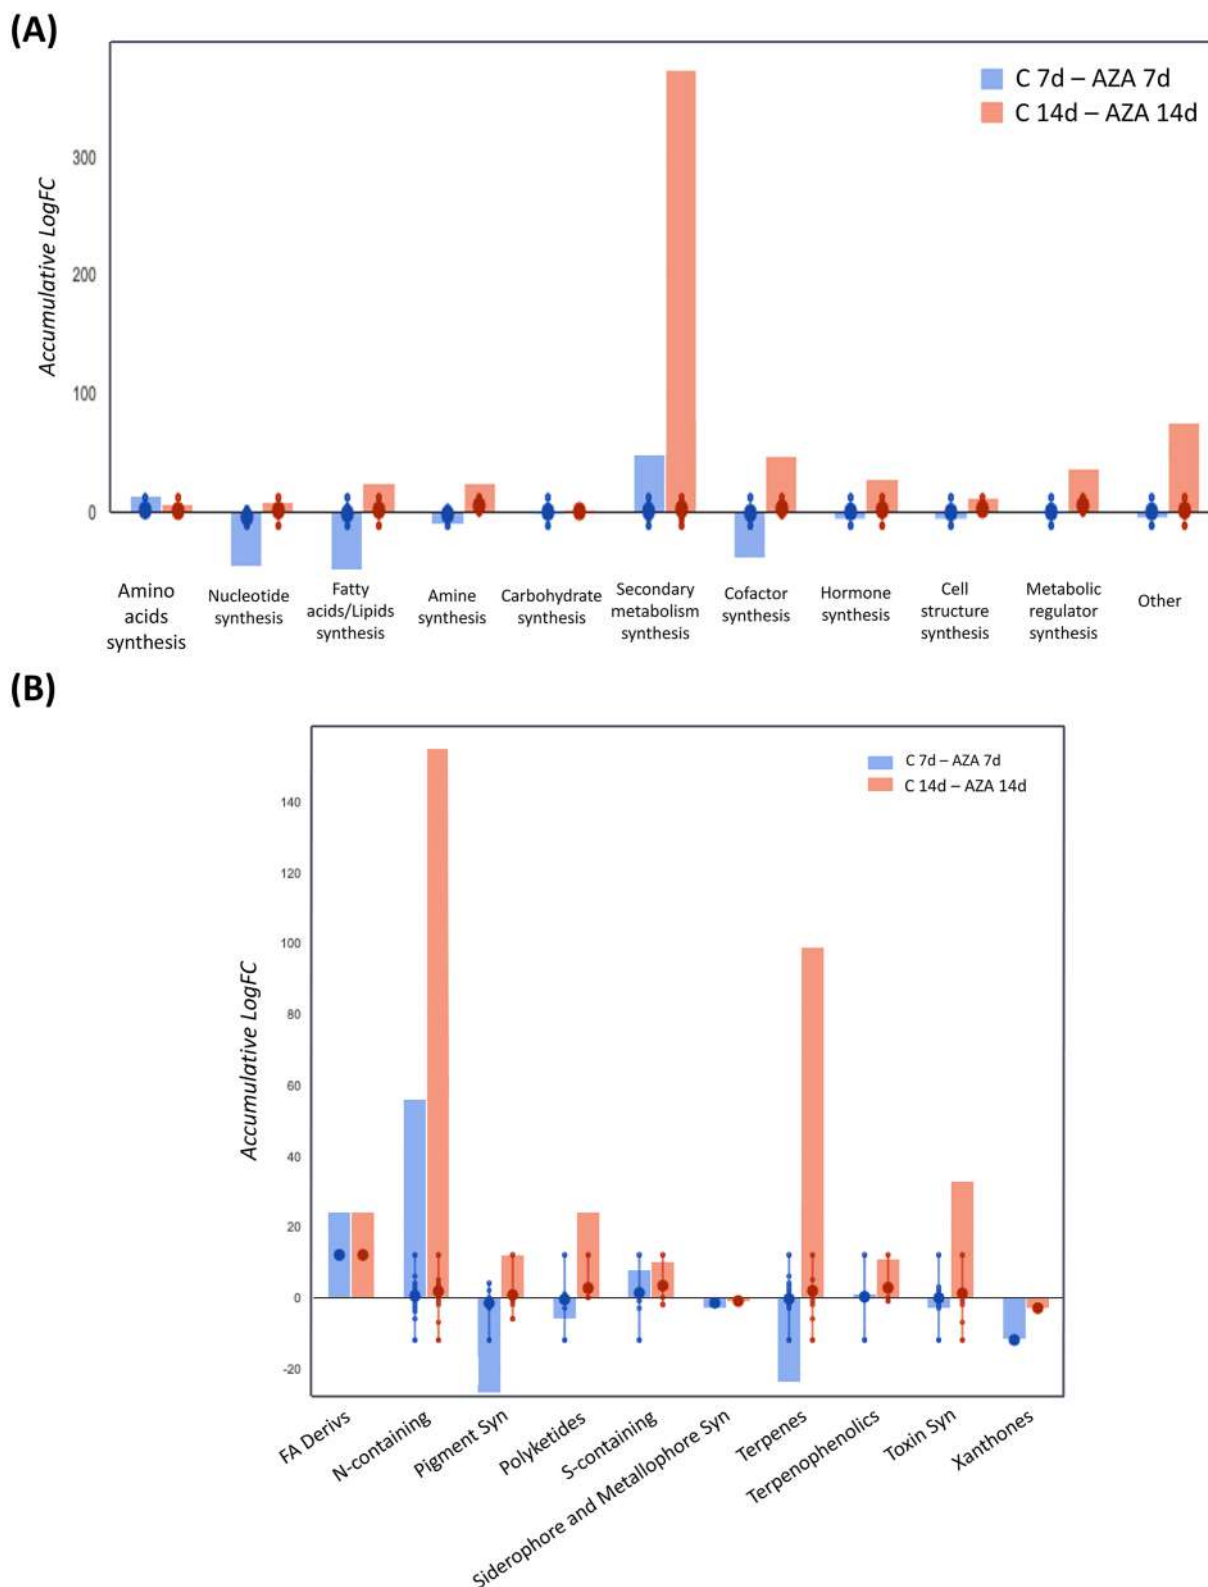 (A)
C 7d – AZA 7d
C 14d – AZA 14d
Accumulative LogFC
300
200
100
0
Amino
acids
synthesis
Nucleotide
synthesis
Fatty
acids/Lipids
synthesis
Amine
synthesis
Carbohydrate
synthesis
Secondary
metabolism
synthesis
Cofactor
synthesis
Hormone
synthesis
Cell
structure
synthesis
Metabolic
regulator
synthesis
Other
(B)
C 7d – AZA 7d
C 14d – AZA 14d
Accumulative LogFC
140
120
100
80
60
40
20
0
-20
FA Derivs
N-containing
Pigment Syn
Polyketides
S-containing
Siderophore and Metallophore Syn
Terpenes
Terpenophenolics
Toxin Syn
Xanthones